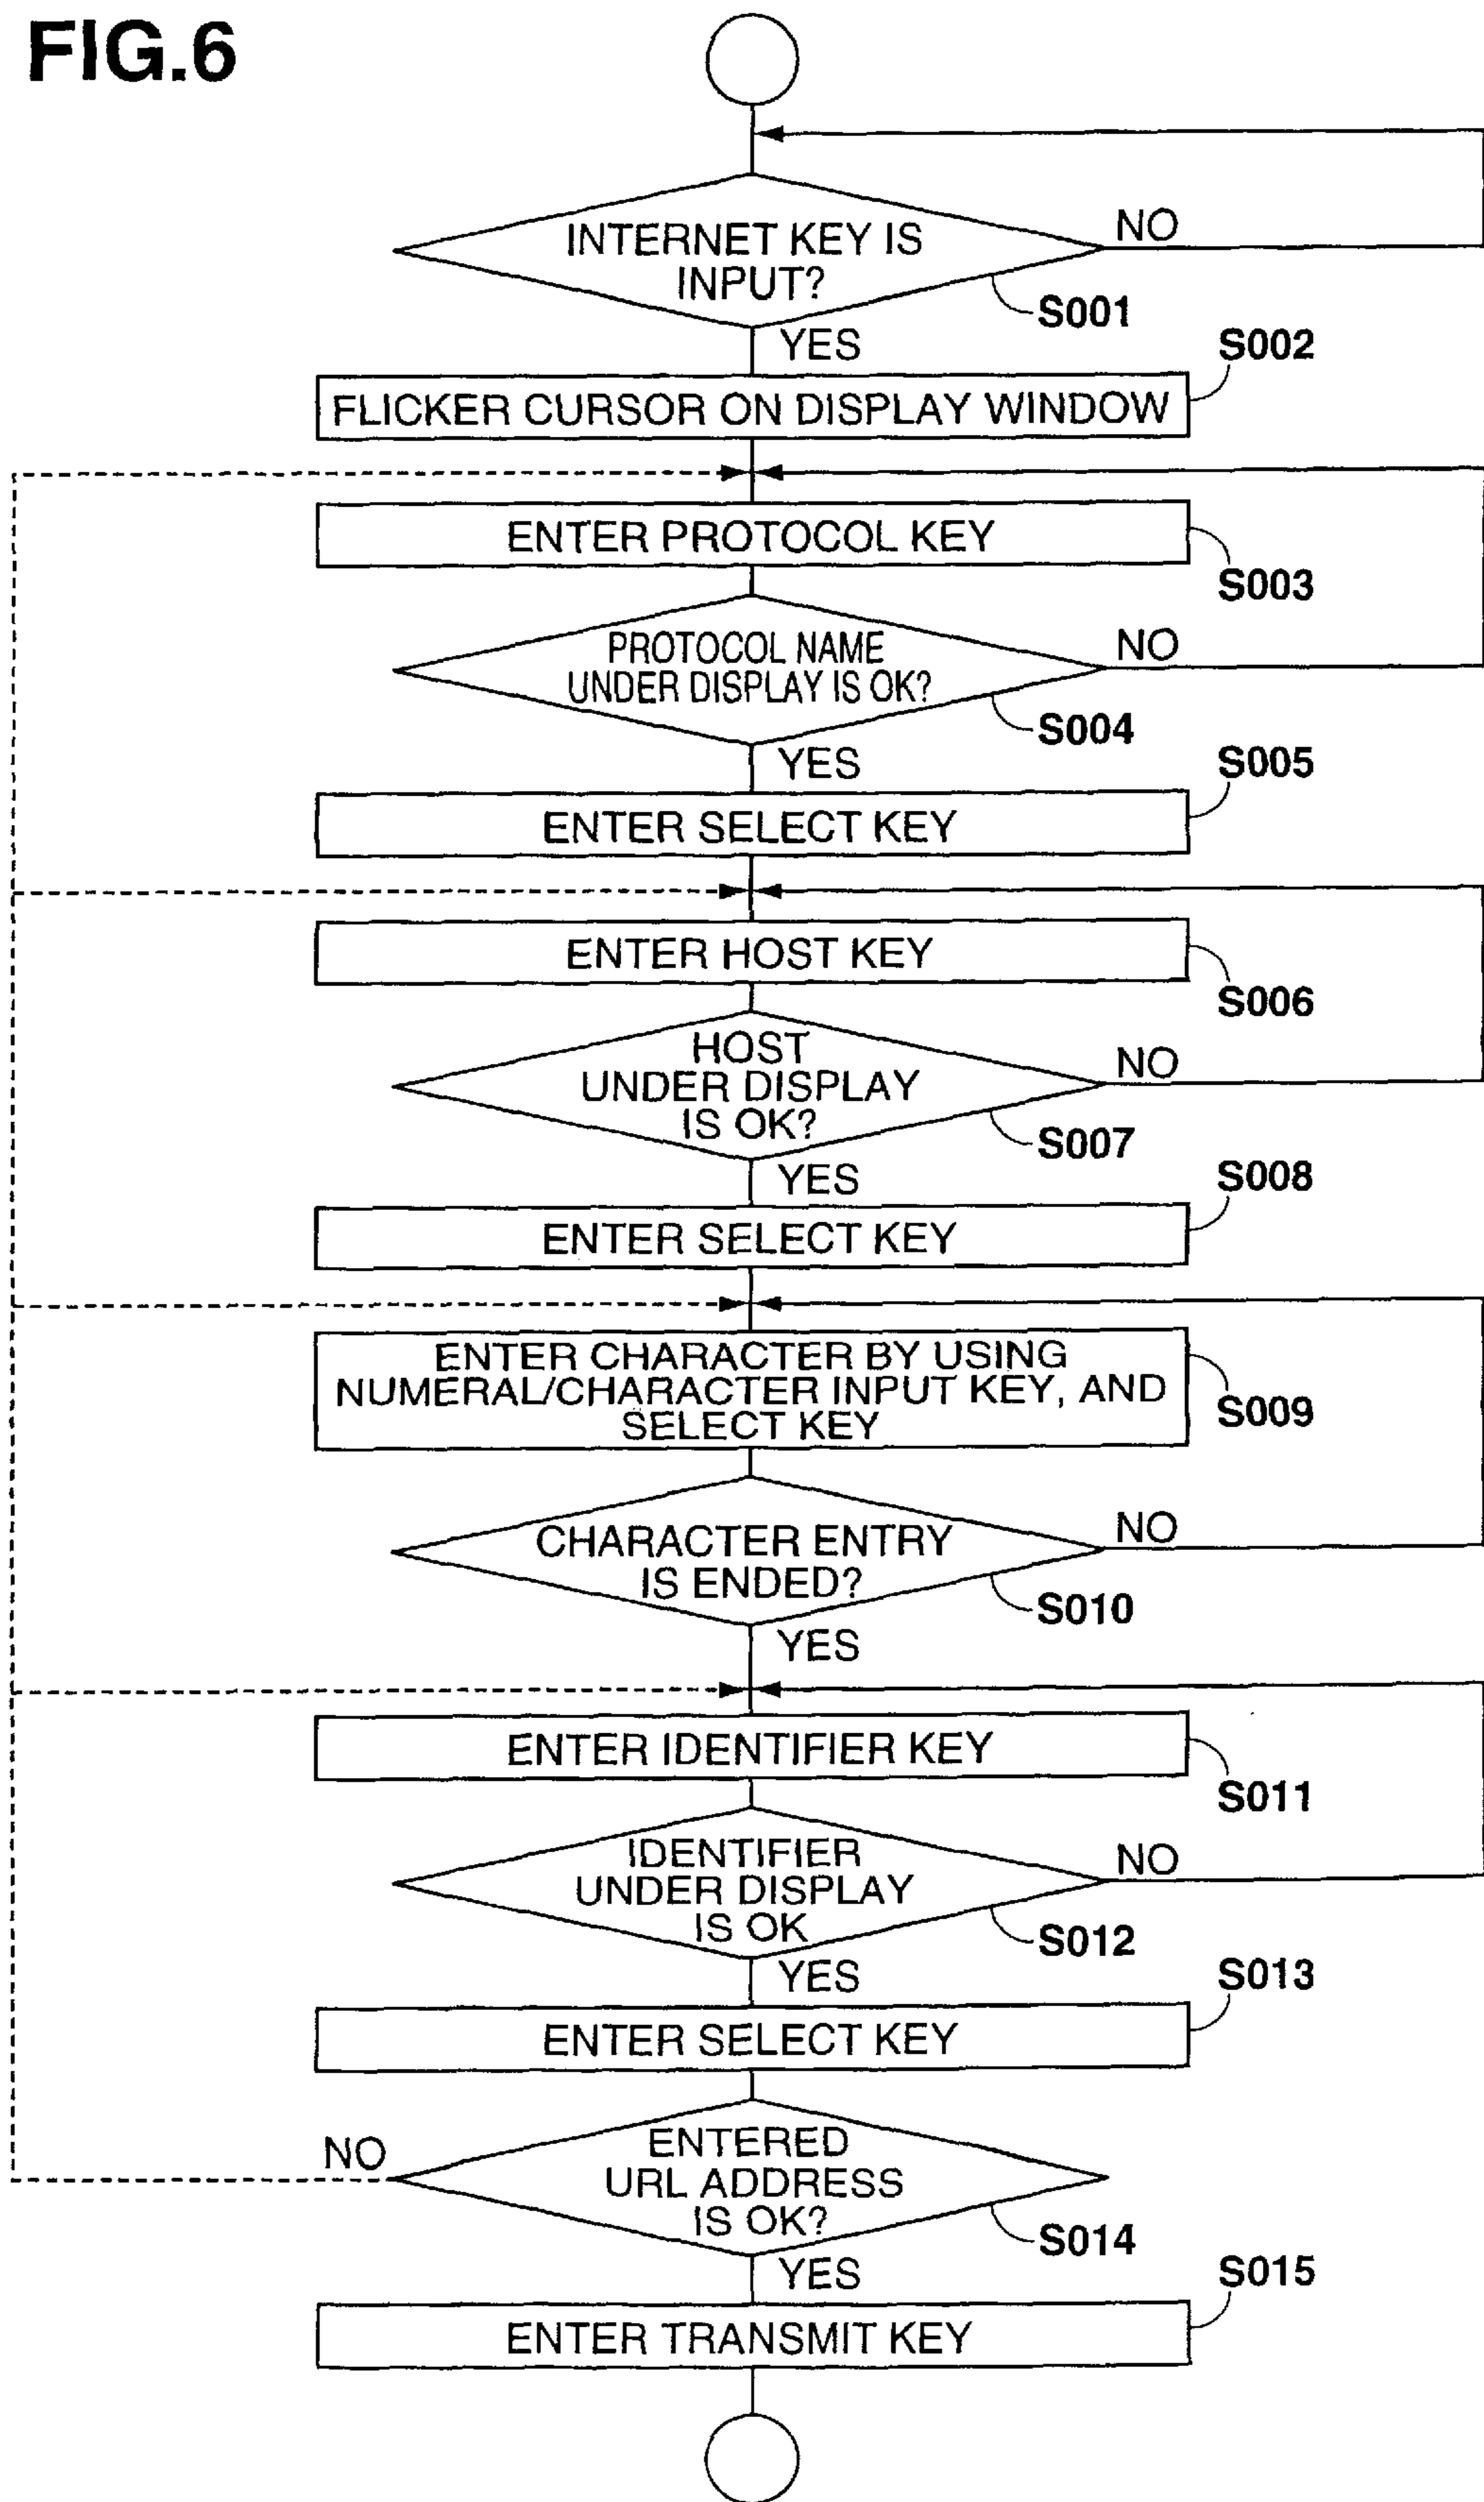 FIG.6
INTERNET KEY IS
INPUT?
NO
S001
YES
S002
FLICKER CURSOR ON DISPLAY WINDOW
ENTER PROTOCOL KEY
S003
PROTOCOL NAME
UNDER DISPLAY IS OK?
NO
S004
YES
S005
ENTER SELECT KEY
ENTER HOST KEY
S006
HOST
UNDER DISPLAY
IS OK?
NO
S007
YES
S008
ENTER SELECT KEY
ENTER CHARACTER BY USING
NUMERAL/CHARACTER INPUT KEY, AND
SELECT KEY
S009
CHARACTER ENTRY
IS ENDED?
NO
S010
YES
ENTER IDENTIFIER KEY
S011
IDENTIFIER
UNDER DISPLAY
IS OK
NO
S012
YES
S013
ENTER SELECT KEY
NO
ENTERED
URL ADDRESS
IS OK?
S014
YES
S015
ENTER TRANSMIT KEY